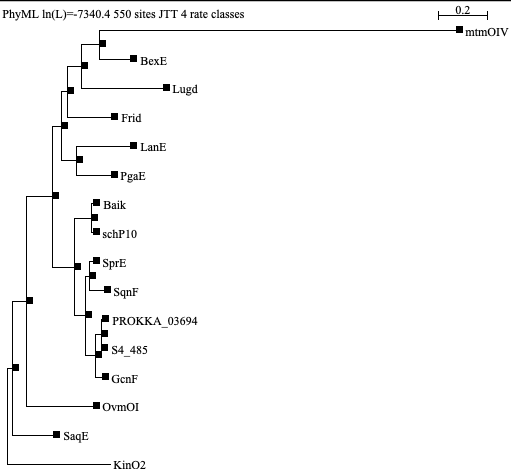 PhyML ln(L)=-7340.4 550 sites JTT 4 rate classes
0.2
mtmOIV
BexE
Lugd
Frid
LanE
PgaE
Baik
schP10
SprE
SqnF
PROKKA_03694
S4_485
GcnF
OvmOI
SaqE
KinO2